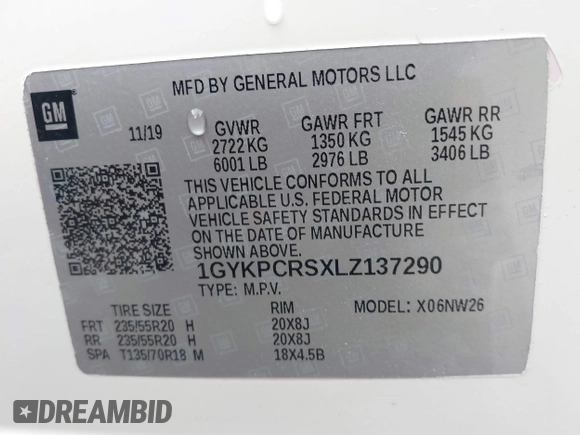 MFD BY GENERAL MOTORS LLC
GM
11/19
GVWR GAWR FRT GAWR RR
2722 KG 1350 KG 1545 KG
6001 LB 2976 LB 3406 LB
THIS VEHICLE CONFORMS TO ALL
APPLICABLE U.S. FEDERAL MOTOR
VEHICLE SAFETY STANDARDS IN EFFECT
ON THE DATE OF MANUFACTURE
SHOWN ABOVE.
1GYKPCRSXLZ137290
TYPE: M.P.V. MODEL: X06NW26
TIRE SIZE RIM
FRT 235/55R20 H 20X8J
RR 235/55R20 H 20X8J
SPA T135/70R18 M 18X4.5B
DREAMBID